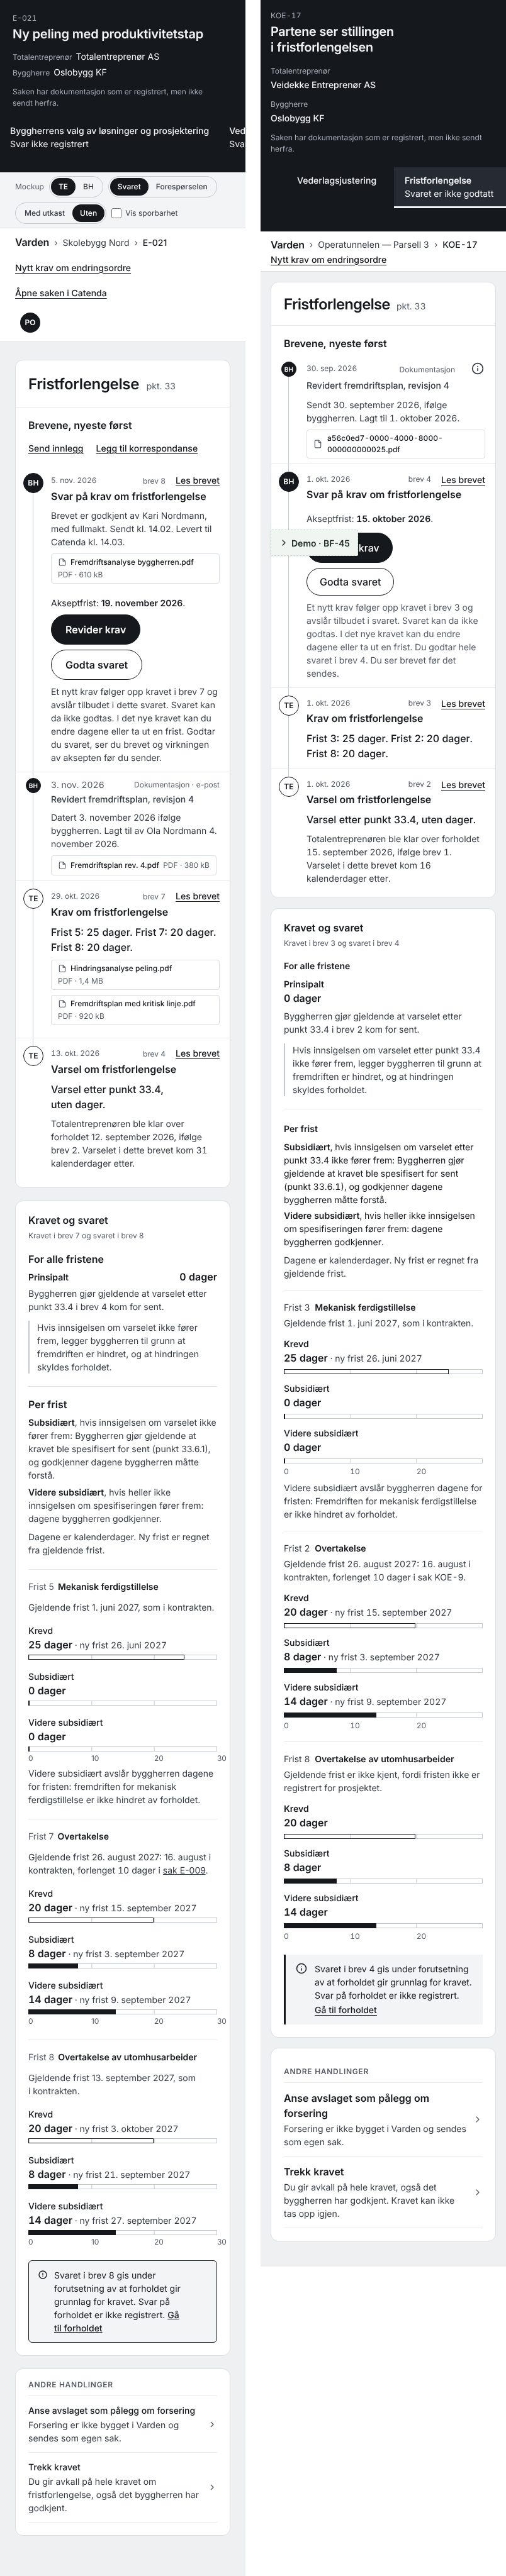 E-021
Ny peling med produktivitetstap
Totalentreprenør Totalentreprenør AS
Byggherre Oslobygg KF
Saken har dokumentasjon som er registrert, men ikke
sendt herfra.
Byggherrens valg av løsninger og prosjektering
Svar ikke registrert
Ved
Sva
Mockup TE BH Svaret Forespørselen
Med utkast Uten Vis sporbarhet
Varden › Skolebygg Nord › E-021
Nytt krav om endringsordre
Åpne saken i Catenda
PO
Fristforlengelse pkt. 33
Brevene, nyeste først
Send innlegg Legg til korrespondanse
BH 5. nov. 2026 brev 8 Les brevet
Svar på krav om fristforlengelse
Brevet er godkjent av Kari Nordmann,
med fullmakt. Sendt kl. 14.02. Levert til
Catenda kl. 14.03.
Fremdriftsanalyse byggherren.pdf
PDF · 610 kB
Akseptfrist: 19. november 2026.
Revider krav
Godta svaret
Et nytt krav følger opp kravet i brev 7 og
avslår tilbudet i dette svaret. Svaret kan
da ikke godtas. I det nye kravet kan du
endre dagene eller ta ut en frist. Godtar
du svaret, ser du brevet og virkningen
av aksepten før du sender.
BH 3. nov. 2026 Dokumentasjon · e-post
Revidert fremdriftsplan, revisjon 4
Datert 3. november 2026 ifølge
byggherren. Lagt til av Ola Nordmann 4.
november 2026.
Fremdriftsplan rev. 4.pdf PDF · 380 kB
TE 29. okt. 2026 brev 7 Les brevet
Krav om fristforlengelse
Frist 5: 25 dager. Frist 7: 20 dager.
Frist 8: 20 dager.
Hindringsanalyse peling.pdf
PDF · 1,4 MB
Fremdriftsplan med kritisk linje.pdf
PDF · 920 kB
TE 13. okt. 2026 brev 4 Les brevet
Varsel om fristforlengelse
Varsel etter punkt 33.4,
uten dager.
Totalentreprenøren ble klar over
forholdet 12. september 2026, ifølge
brev 2. Varselet i dette brevet kom 31
kalenderdager etter.
Kravet og svaret
Kravet i brev 7 og svaret i brev 8
For alle fristene
Prinsipalt 0 dager
Byggherren gjør gjeldende at varselet etter
punkt 33.4 i brev 4 kom for sent.
Hvis innsigelsen om varselet ikke fører
frem, legger byggherren til grunn at
fremdriften er hindret, og at hindringen
skyldes forholdet.
Per frist
Subsidiært, hvis innsigelsen om varselet ikke
fører frem: Byggherren gjør gjeldende at
kravet ble spesifisert for sent (punkt 33.6.1),
og godkjenner dagene byggherren måtte
forstå.
Videre subsidiært, hvis heller ikke
innsigelsen om spesifiseringen fører frem:
dagene byggherren godkjenner.
Dagene er kalenderdager. Ny frist er regnet
fra gjeldende frist.
Frist 5 Mekanisk ferdigstillelse
Gjeldende frist 1. juni 2027, som i kontrakten.
Krevd
25 dager · ny frist 26. juni 2027
Subsidiært
0 dager
Videre subsidiært
0 dager
0 10 20 30
Videre subsidiært avslår byggherren dagene
for fristen: fremdriften for mekanisk
ferdigstillelse er ikke hindret av forholdet.
Frist 7 Overtakelse
Gjeldende frist 26. august 2027: 16. august i
kontrakten, forlenget 10 dager i sak E-009.
Krevd
20 dager · ny frist 15. september 2027
Subsidiært
8 dager · ny frist 3. september 2027
Videre subsidiært
14 dager · ny frist 9. september 2027
0 10 20 30
Frist 8 Overtakelse av utomhusarbeider
Gjeldende frist 13. september 2027, som
i kontrakten.
Krevd
20 dager · ny frist 3. oktober 2027
Subsidiært
8 dager · ny frist 21. september 2027
Videre subsidiært
14 dager · ny frist 27. september 2027
0 10 20 30
Svaret i brev 8 gis under
forutsetning av at forholdet gir
grunnlag for kravet. Svar på
forholdet er ikke registrert. Gå
til forholdet
ANDRE HANDLINGER
Anse avslaget som pålegg om forsering
Forsering er ikke bygget i Varden og
sendes som egen sak.
Trekk kravet
Du gir avkall på hele kravet om
fristforlengelse, også det byggherren har
godkjent.
KOE-17
Partene ser stillingen
i fristforlengelsen
Totalentreprenør
Veidekke Entreprenør AS
Byggherre
Oslobygg KF
Saken har dokumentasjon som er registrert, men ikke sendt
herfra.
Vederlagsjustering
Fristforlengelse
Svaret er ikke godtatt
Varden › Operatunnelen — Parsell 3 › KOE-17
Nytt krav om endringsordre
Fristforlengelse pkt. 33
Brevene, nyeste først
BH 30. sep. 2026 Dokumentasjon
Revidert fremdriftsplan, revisjon 4
Sendt 30. september 2026, ifølge
byggherren. Lagt til 1. oktober 2026.
a56c0ed7-0000-4000-8000-
000000000025.pdf
BH 1. okt. 2026 brev 4 Les brevet
Svar på krav om fristforlengelse
Akseptfrist: 15. oktober 2026.
Demo · BF-45
krav
Godta svaret
Et nytt krav følger opp kravet i brev 3 og
avslår tilbudet i svaret. Svaret kan da ikke
godtas. I det nye kravet kan du endre
dagene eller ta ut en frist. Du godtar hele
svaret i brev 4. Du ser brevet før det
sendes.
TE 1. okt. 2026 brev 3 Les brevet
Krav om fristforlengelse
Frist 3: 25 dager. Frist 2: 20 dager.
Frist 8: 20 dager.
TE 1. okt. 2026 brev 2 Les brevet
Varsel om fristforlengelse
Varsel etter punkt 33.4, uten dager.
Totalentreprenøren ble klar over forholdet
15. september 2026, ifølge brev 1.
Varselet i dette brevet kom 16
kalenderdager etter.
Kravet og svaret
Kravet i brev 3 og svaret i brev 4
For alle fristene
Prinsipalt
0 dager
Byggherren gjør gjeldende at varselet etter
punkt 33.4 i brev 2 kom for sent.
Hvis innsigelsen om varselet etter punkt 33.4
ikke fører frem, legger byggherren til grunn at
fremdriften er hindret, og at hindringen
skyldes forholdet.
Per frist
Subsidiært, hvis innsigelsen om varselet etter
punkt 33.4 ikke fører frem: Byggherren gjør
gjeldende at kravet ble spesifisert for sent
(punkt 33.6.1), og godkjenner dagene
byggherren måtte forstå.
Videre subsidiært, hvis heller ikke innsigelsen
om spesifiseringen fører frem: dagene
byggherren godkjenner.
Dagene er kalenderdager. Ny frist er regnet fra
gjeldende frist.
Frist 3 Mekanisk ferdigstillelse
Gjeldende frist 1. juni 2027, som i kontrakten.
Krevd
25 dager · ny frist 26. juni 2027
Subsidiært
0 dager
Videre subsidiært
0 dager
0 10 20
Videre subsidiært avslår byggherren dagene for
fristen: Fremdriften for mekanisk ferdigstillelse
er ikke hindret av forholdet.
Frist 2 Overtakelse
Gjeldende frist 26. august 2027: 16. august i
kontrakten, forlenget 10 dager i sak KOE-9.
Krevd
20 dager · ny frist 15. september 2027
Subsidiært
8 dager · ny frist 3. september 2027
Videre subsidiært
14 dager · ny frist 9. september 2027
0 10 20
Frist 8 Overtakelse av utomhusarbeider
Gjeldende frist er ikke kjent, fordi fristen ikke er
registrert for prosjektet.
Krevd
20 dager
Subsidiært
8 dager
Videre subsidiært
14 dager
0 10 20
Svaret i brev 4 gis under forutsetning
av at forholdet gir grunnlag for kravet.
Svar på forholdet er ikke registrert.
Gå til forholdet
ANDRE HANDLINGER
Anse avslaget som pålegg om
forsering
Forsering er ikke bygget i Varden og sendes
som egen sak.
Trekk kravet
Du gir avkall på hele kravet, også det
byggherren har godkjent. Kravet kan ikke
tas opp igjen.